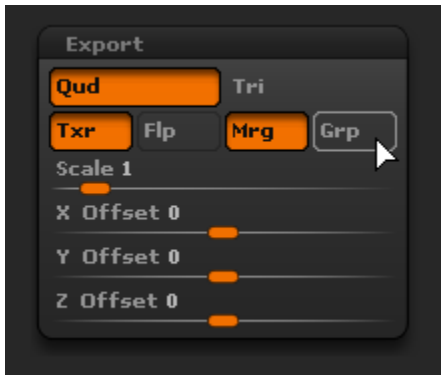 Export
Qud Tri
Txr Flp Mrg Grp
Scale 1
X Offset 0
Y Offset 0
Z Offset 0